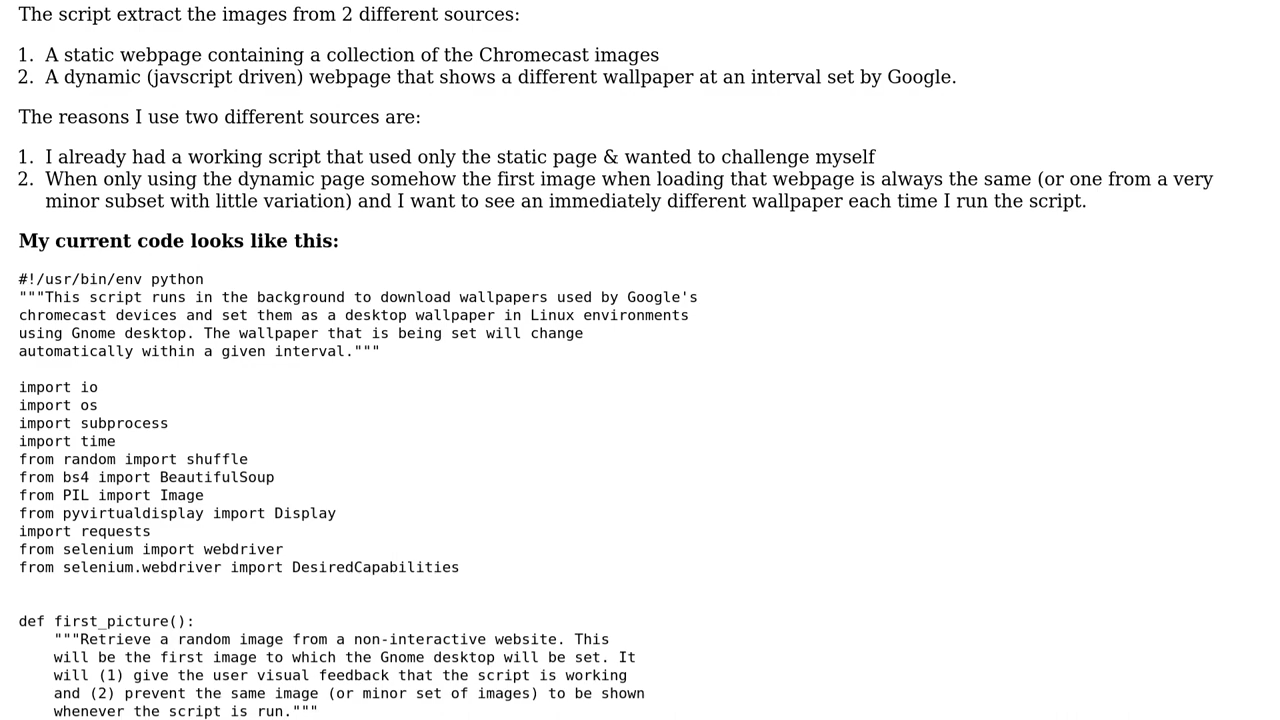 The script extract the images from 2 different sources:
1. A static webpage containing a collection of the Chromecast images
2. A dynamic (javscript driven) webpage that shows a different wallpaper at an interval set by Google.
The reasons I use two different sources are:
1. I already had a working script that used only the static page & wanted to challenge myself
2. When only using the dynamic page somehow the first image when loading that webpage is always the same (or one from a very
minor subset with little variation) and I want to see an immediately different wallpaper each time I run the script.
My current code looks like this:
#!/usr/bin/env python
"""This script runs in the background to download wallpapers used by Google's
chromecast devices and set them as a desktop wallpaper in Linux environments
using Gnome desktop. The wallpaper that is being set will change
automatically within a given interval."""
import io
import os
import subprocess
import time
from random import shuffle
from bs4 import BeautifulSoup
from PIL import Image
from pyvirtualdisplay import Display
import requests
from selenium import webdriver
from selenium.webdriver import DesiredCapabilities
def first_picture():
    """Retrieve a random image from a non-interactive website. This
    will be the first image to which the Gnome desktop will be set. It
    will (1) give the user visual feedback that the script is working
    and (2) prevent the same image (or minor set of images) to be shown
    whenever the script is run."""